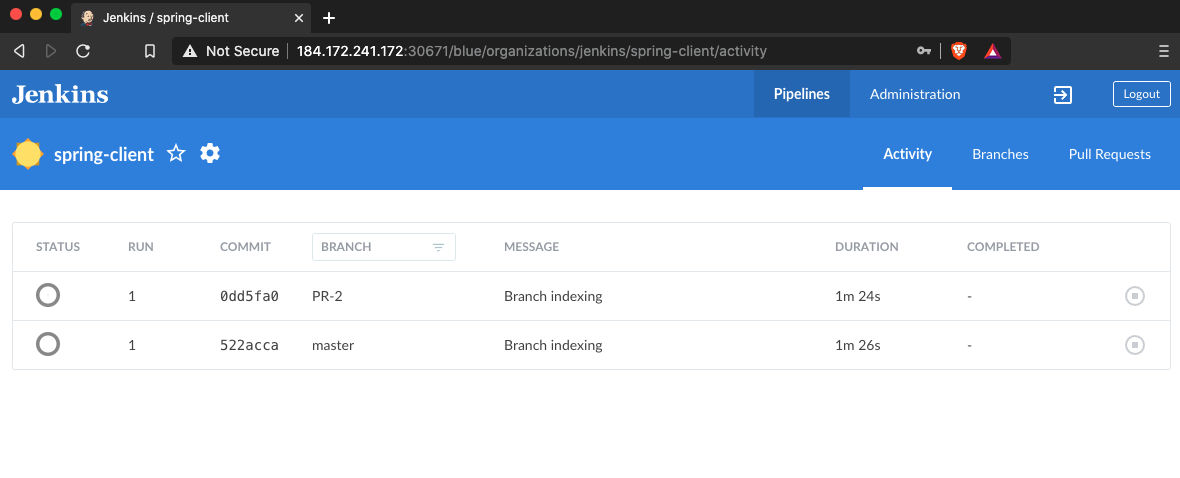 Jenkins / spring-client
Not Secure 184.172.241.172:30671/blue/organizations/jenkins/spring-client/activity
Jenkins Pipelines Administration Logout
spring-client Activity Branches Pull Requests
STATUS RUN COMMIT BRANCH MESSAGE DURATION COMPLETED
1 0dd5fa0 PR-2 Branch indexing 1m 24s -
1 522acca master Branch indexing 1m 26s -